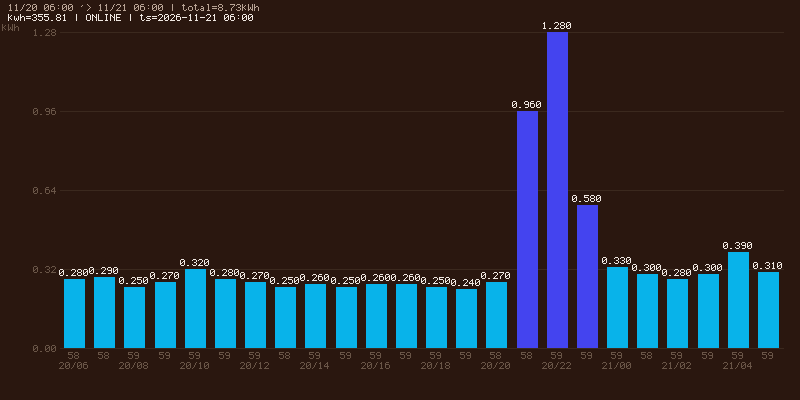 11/20 06:00 -> 11/21 06:00 | total=8.73KWh
Kwh=355.81 | ONLINE | ts=2026-11-21 06:00
KWh
1.28
0.96
0.64
0.32
0.00
0.280 0.290 0.250 0.270 0.320 0.280 0.270 0.250 0.260 0.250 0.260 0.260 0.250 0.240 0.270 0.960 1.280 0.580 0.330 0.300 0.280 0.300 0.390 0.310
58 58 59 59 59 59 59 58 59 59 59 59 59 59 58 58 59 59 59 58 59 59 59 59
20/06 20/08 20/10 20/12 20/14 20/16 20/18 20/20 20/22 21/00 21/02 21/04